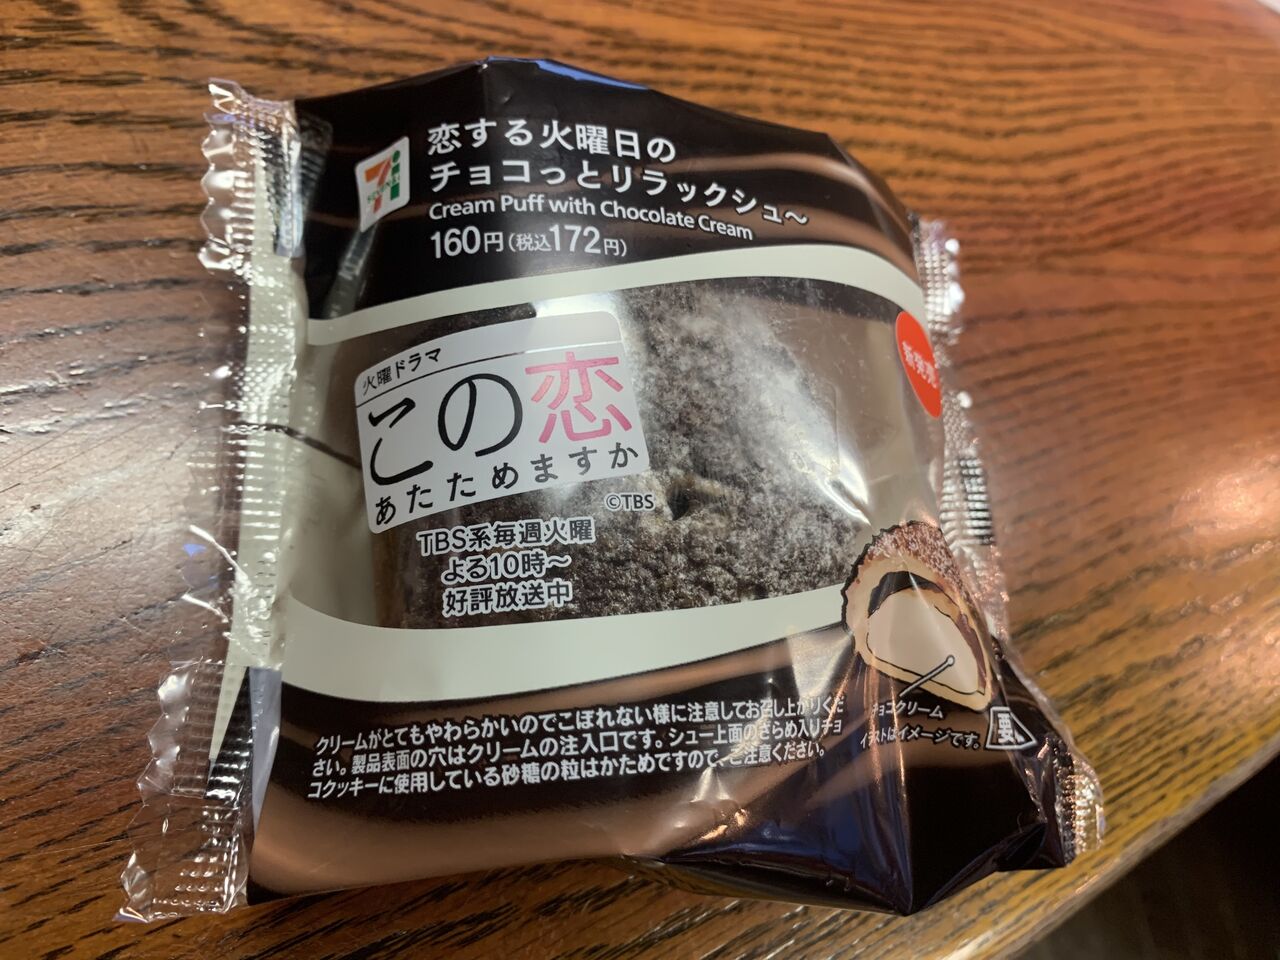 恋する火曜日の
チョコっとリラックシュ〜
Cream Puff with Chocolate Cream
160円(税込172円)
新発売
火曜ドラマ
この恋
あたためますか
©TBS
TBS系毎週火曜
よる10時〜
好評放送中
チョコクリーム
イラストはイメージです。
要
クリームがとてもやわらかいのでこぼれない様に注意してお召し上がりくだ
さい。製品表面の穴はクリームの注入口です。シュー上面のざらめ入りチョ
コクッキーに使用している砂糖の粒はかためですので、ご注意ください。